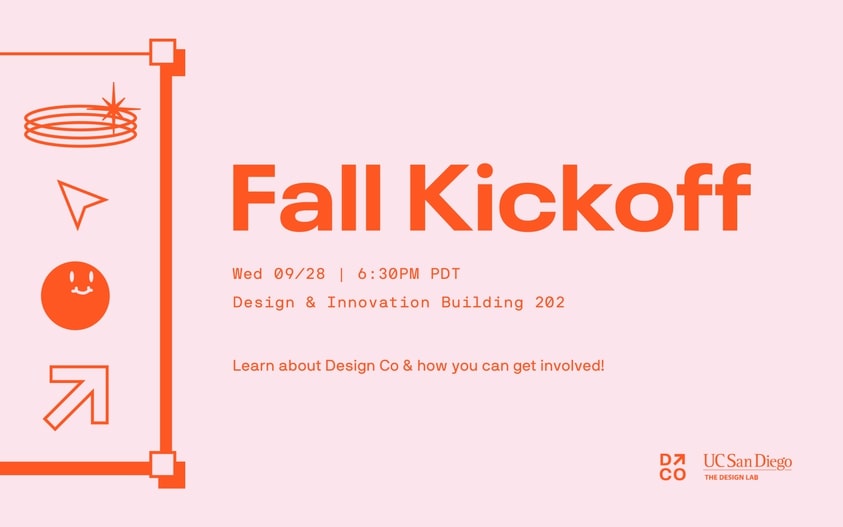 Fall Kickoff
Wed 09/28 | 6:30PM PDT
Design & Innovation Building 202
Learn about Design Co & how you can get involved!
D
CO
UC San Diego
THE DESIGN LAB